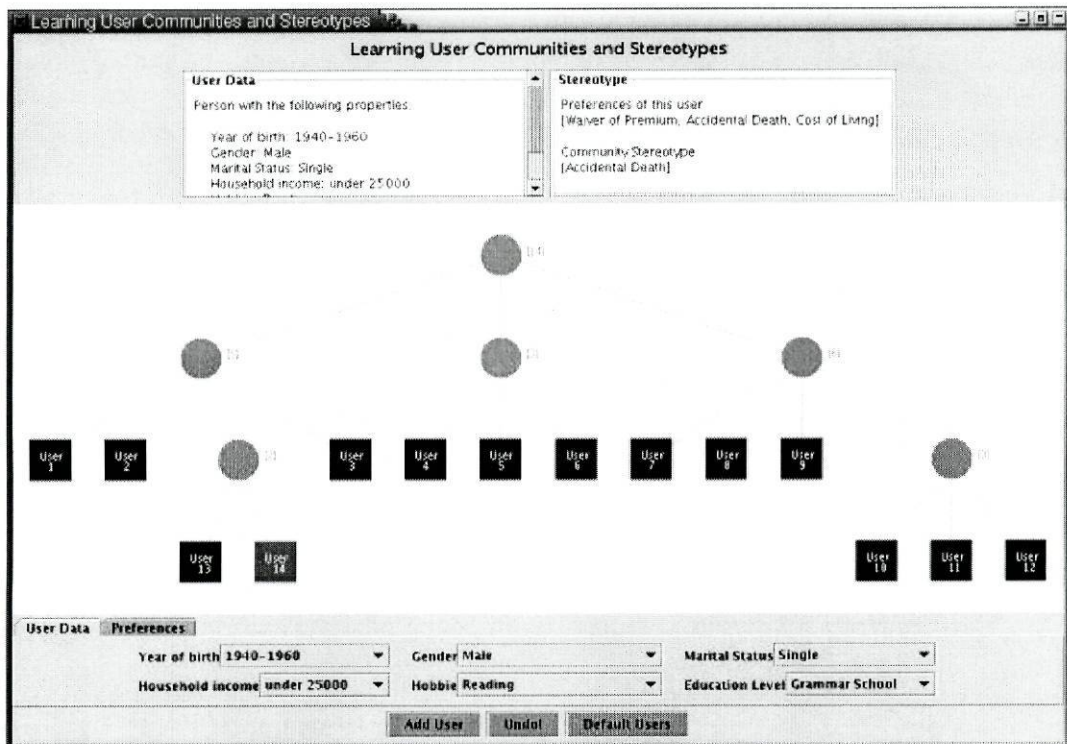 Learning User Communities and Stereotypes
Learning User Communities and Stereotypes
User Data
Person with the following properties.
Year of birth: 1940-1960
Gender: Male
Marital Status: Single
Household income: under 25000
Stereotype
Preferences of this user
[Waiver of Premium, Accidental Death, Cost of Living]
Community Stereotype
[Accidental Death]
User 1
User 2
User 3
User 4
User 5
User 6
User 7
User 8
User 9
User 13
User 14
User 10
User 11
User 12
User Data
Preferences
Year of birth 1940-1960
Gender Male
Marital Status Single
Household income under 25000
Hobbie Reading
Education Level Grammar School
Add User
Undo!
Default Users